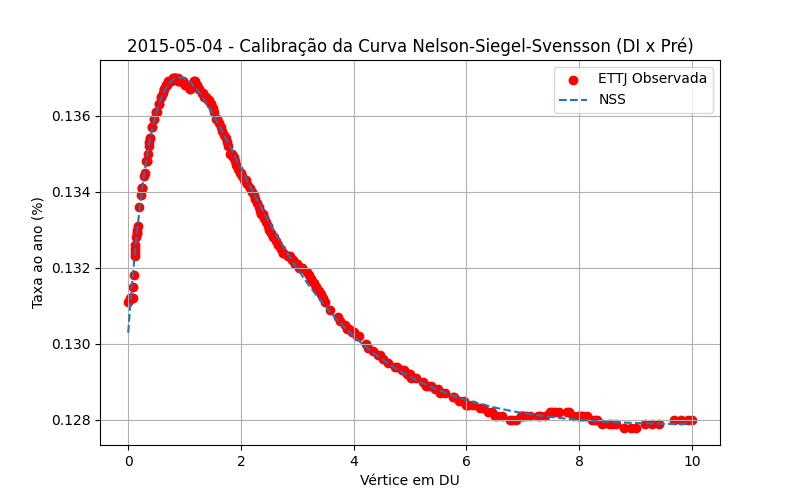 2015-05-04 - Calibração da Curva Nelson-Siegel-Svensson (DI x Pré)
ETTJ Observada
NSS
Taxa ao ano (%)
0.136
0.134
0.132
0.130
0.128
0 2 4 6 8 10
Vértice em DU